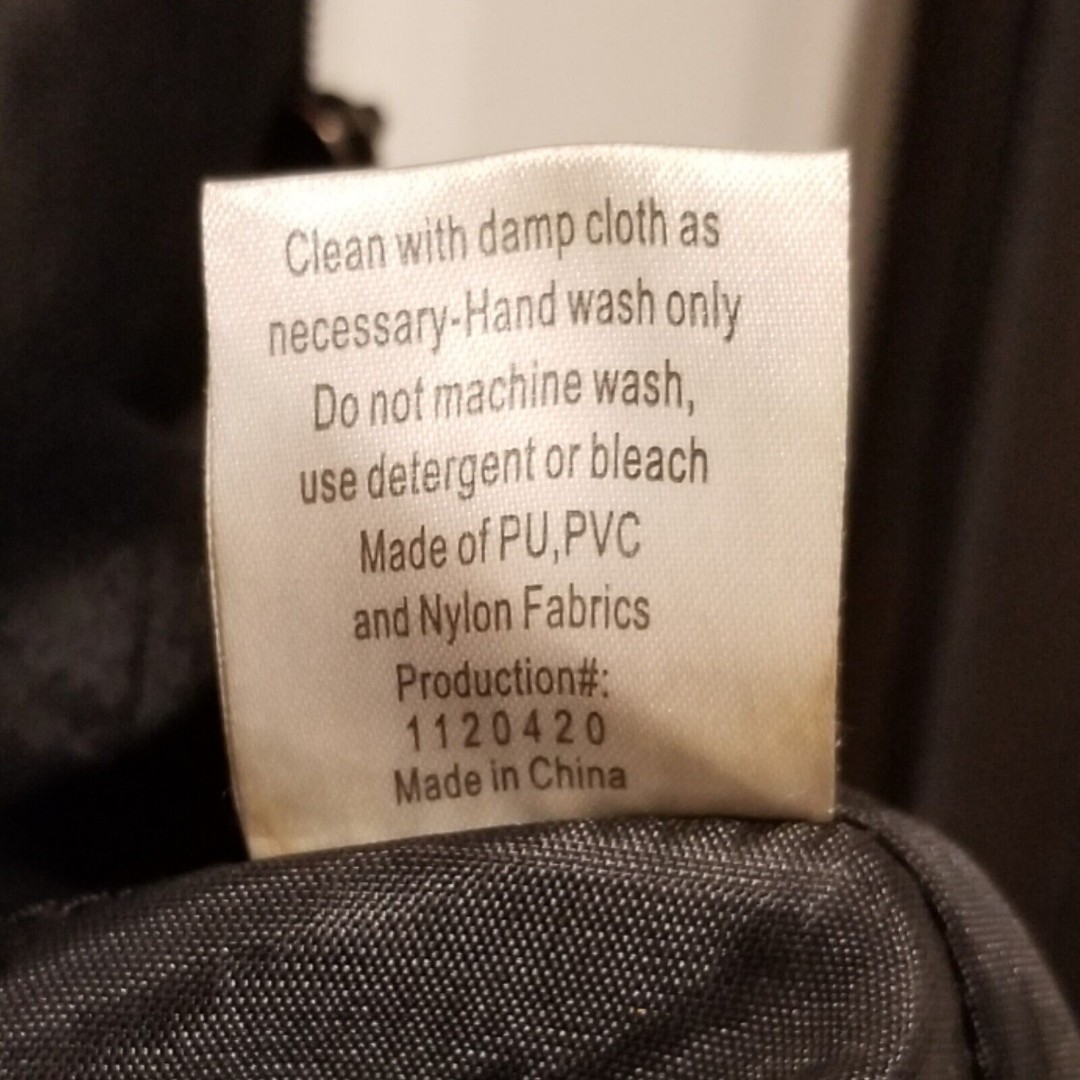 Clean with damp cloth as
necessary-Hand wash only
Do not machine wash,
use detergent or bleach
Made of PU,PVC
and Nylon Fabrics
Production#:
1120420
Made in China